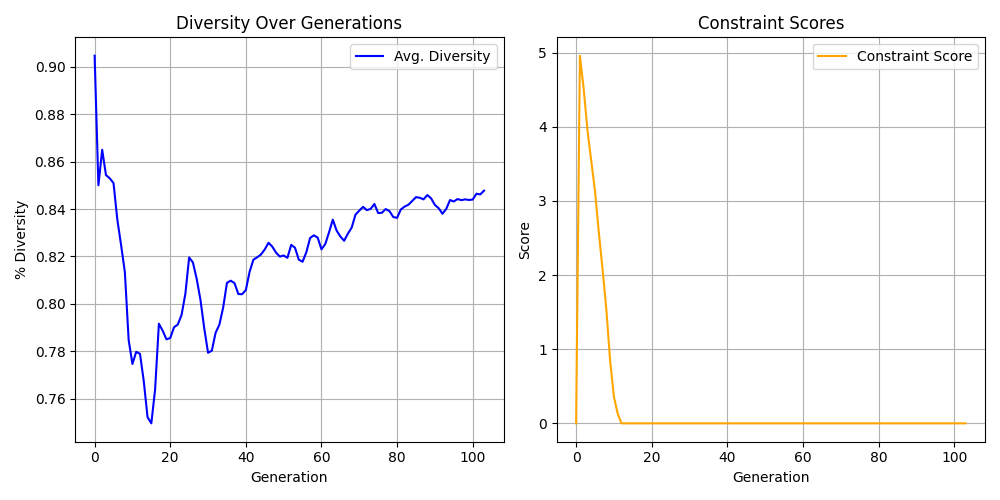 Diversity Over Generations
Avg. Diversity
% Diversity
0.90
0.88
0.86
0.84
0.82
0.80
0.78
0.76
0 20 40 60 80 100
Generation
Constraint Scores
Constraint Score
Score
5
4
3
2
1
0
0 20 40 60 80 100
Generation